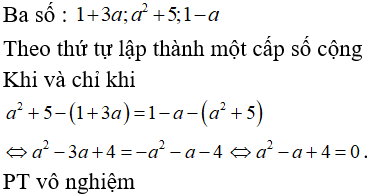 Ba số : 1+3a; a²+5; 1−a
Theo thứ tự lập thành một cấp số cộng
Khi và chỉ khi
a²+5−(1+3a)=1−a−(a²+5)
⇔a²−3a+4=−a²−a−4⇔a²−a+4=0.
PT vô nghiệm